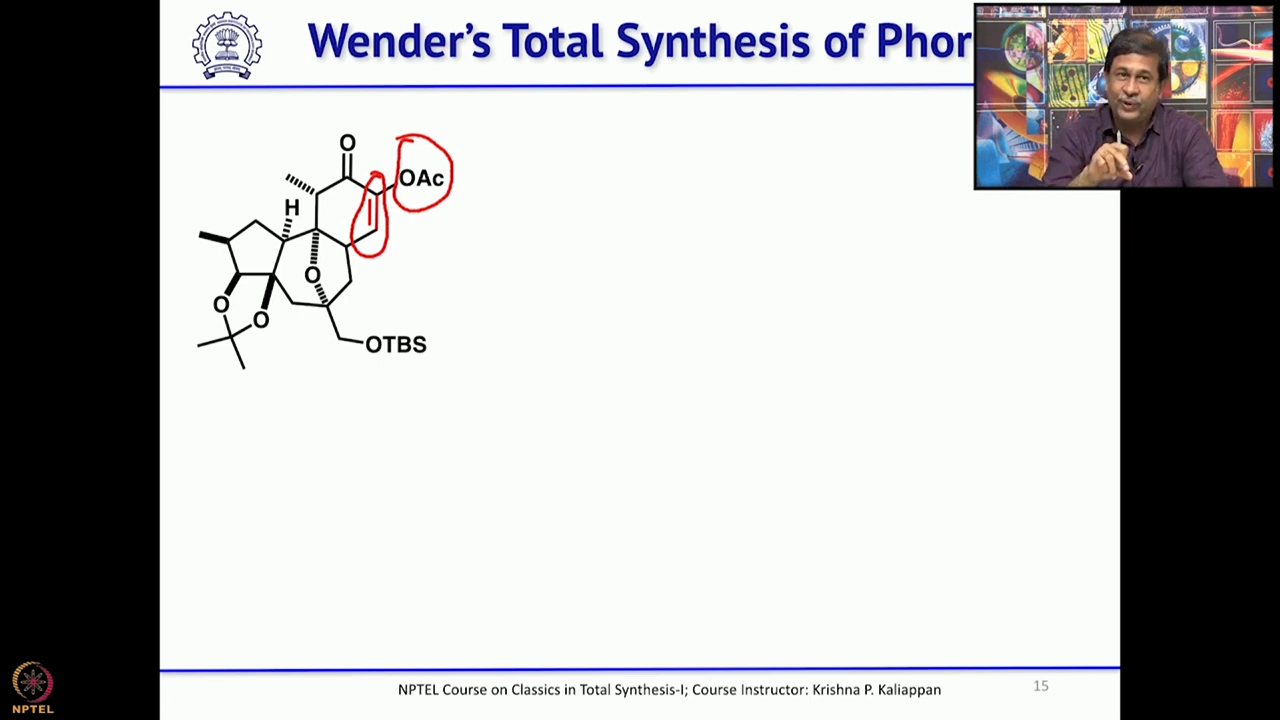 Wender's Total Synthesis of Phor
O
OAc
H
O
O
O
OTBS
NPTEL Course on Classics in Total Synthesis-I; Course Instructor: Krishna P. Kaliappan
15
NPTEL